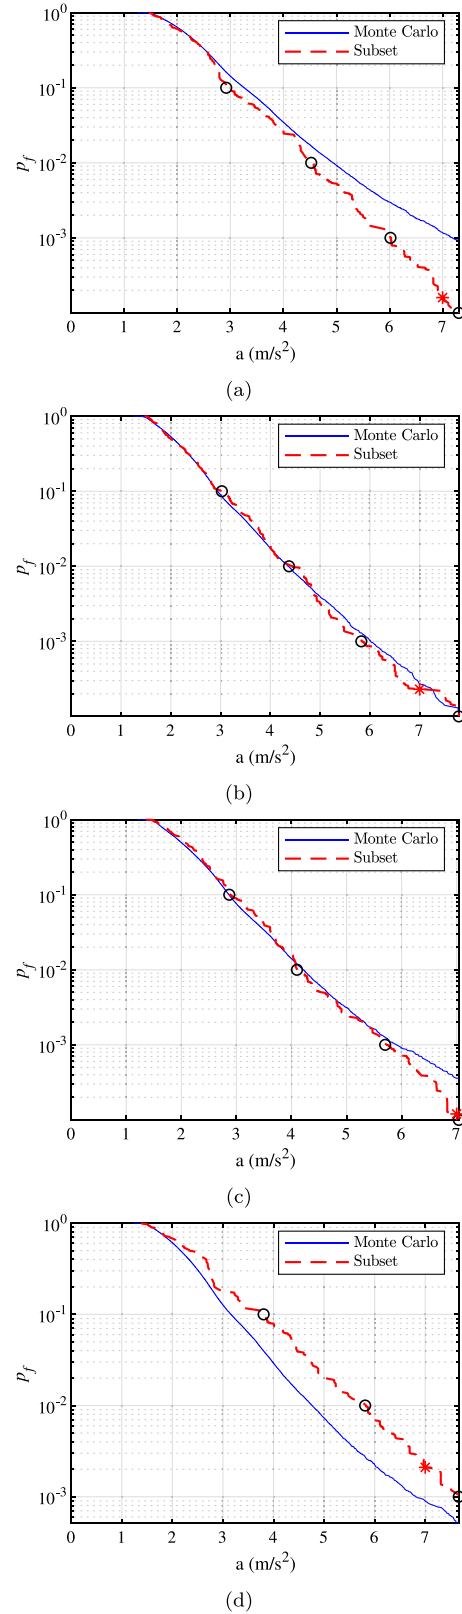 10^0
Monte Carlo
Subset
10^-1
10^-2
10^-3
p_f
0 1 2 3 4 5 6 7
a (m/s^2)
(a)
10^0
Monte Carlo
Subset
10^-1
10^-2
10^-3
p_f
0 1 2 3 4 5 6 7
a (m/s^2)
(b)
10^0
Monte Carlo
Subset
10^-1
10^-2
10^-3
p_f
0 1 2 3 4 5 6 7
a (m/s^2)
(c)
10^0
Monte Carlo
Subset
10^-1
10^-2
10^-3
p_f
0 1 2 3 4 5 6 7
a (m/s^2)
(d)